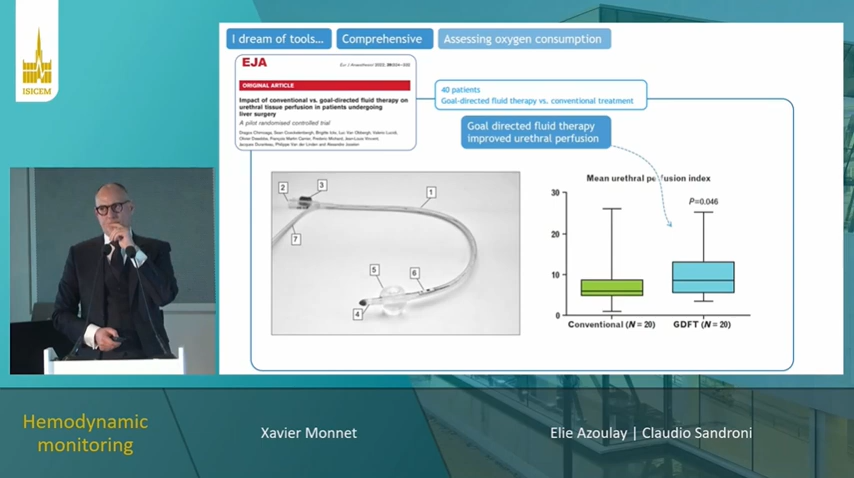 ISICEM
I dream of tools...
Comprehensive
Assessing oxygen consumption
EJA
ORIGINAL ARTICLE
Impact of conventional vs. goal-directed fluid therapy on
urethral tissue perfusion in patients undergoing
liver surgery
A pilot randomised controlled trial
40 patients
Goal-directed fluid therapy vs. conventional treatment
Goal directed fluid therapy
improved urethral perfusion
1
2
3
4
5
6
7
Mean urethral perfusion index
P=0.046
30
20
10
0
Conventional (N = 20)
GDFT (N = 20)
Hemodynamic
monitoring
Xavier Monnet
Elie Azoulay | Claudio Sandroni